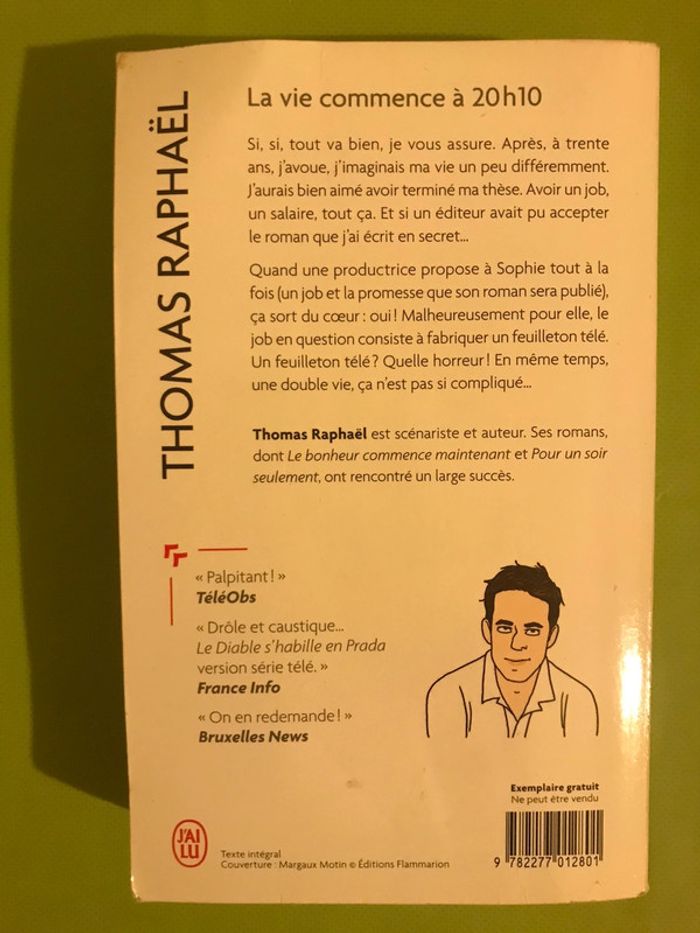 THOMAS RAPHAËL
La vie commence à 20h10
Si, si, tout va bien, je vous assure. Après, à trente
ans, j'avoue, j'imaginais ma vie un peu différemment.
J'aurais bien aimé avoir terminé ma thèse. Avoir un job,
un salaire, tout ça. Et si un éditeur avait pu accepter
le roman que j'ai écrit en secret...
Quand une productrice propose à Sophie tout à la
fois (un job et la promesse que son roman sera publié),
ça sort du cœur : oui ! Malheureusement pour elle, le
job en question consiste à fabriquer un feuilleton télé.
Un feuilleton télé ? Quelle horreur ! En même temps,
une double vie, ça n'est pas si compliqué...
Thomas Raphaël est scénariste et auteur. Ses romans,
dont Le bonheur commence maintenant et Pour un soir
seulement, ont rencontré un large succès.
« Palpitant ! »
TéléObs
« Drôle et caustique...
Le Diable s'habille en Prada
version série télé. »
France Info
« On en redemande ! »
Bruxelles News
Exemplaire gratuit
Ne peut être vendu
9 782277 012801
J'AI
LU
Texte intégral
Couverture : Margaux Motin © Éditions Flammarion